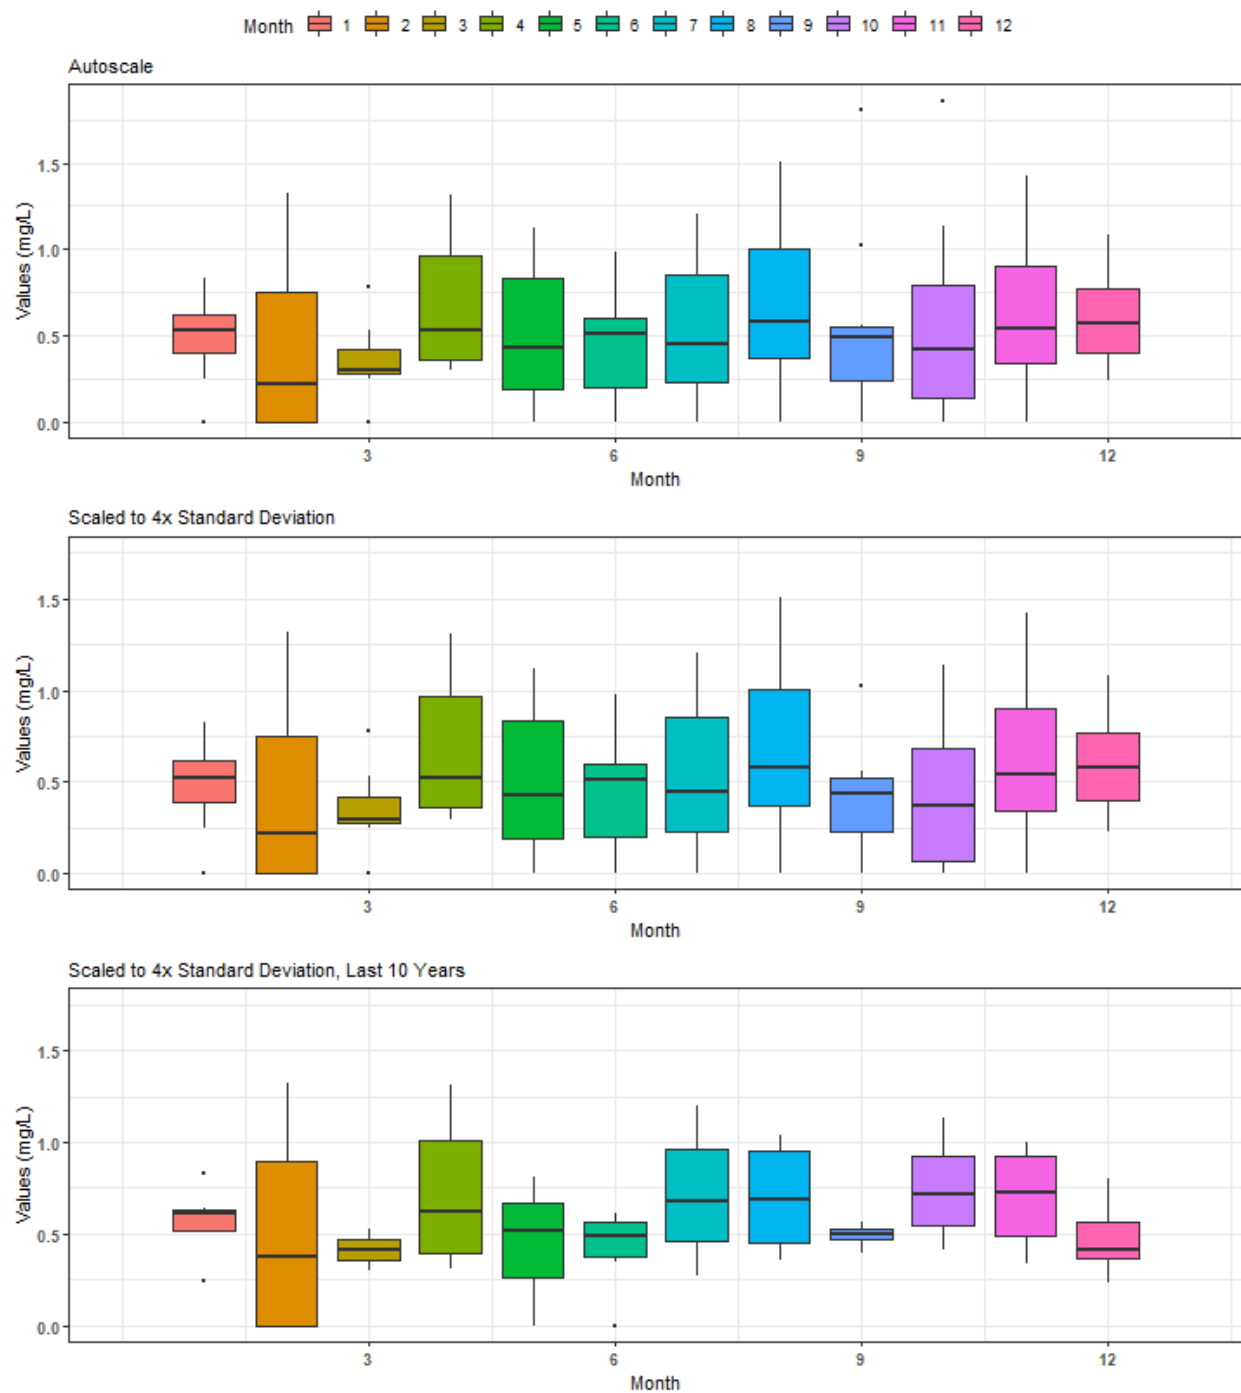 Month 1 2 3 4 5 6 7 8 9 10 11 12
Autoscale
Values (mg/L)
1.5
1.0
0.5
0.0
3 6 9 12
Month
Scaled to 4x Standard Deviation
Values (mg/L)
1.5
1.0
0.5
0.0
3 6 9 12
Month
Scaled to 4x Standard Deviation, Last 10 Years
Values (mg/L)
1.5
1.0
0.5
0.0
3 6 9 12
Month